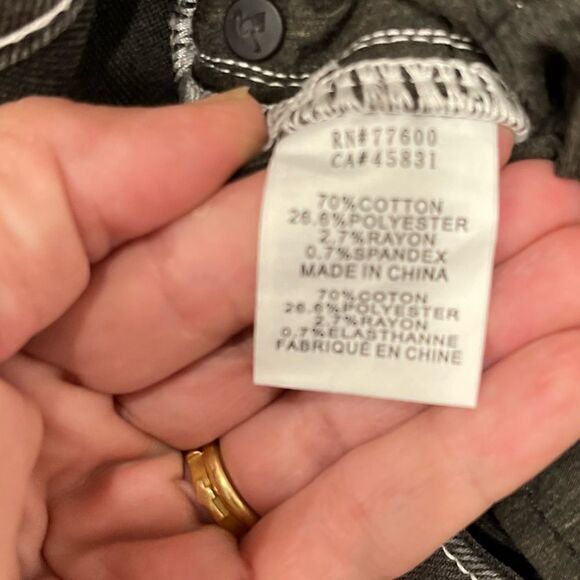 RN#77600
CA#45831
70%COTTON
26.6%POLYESTER
2.7%RAYON
0.7%SPANDEX
MADE IN CHINA
70%COTON
26.6%POLYESTER
2.7%RAYON
0.7%ELASTHANNE
FABRIQUÉ EN CHINE